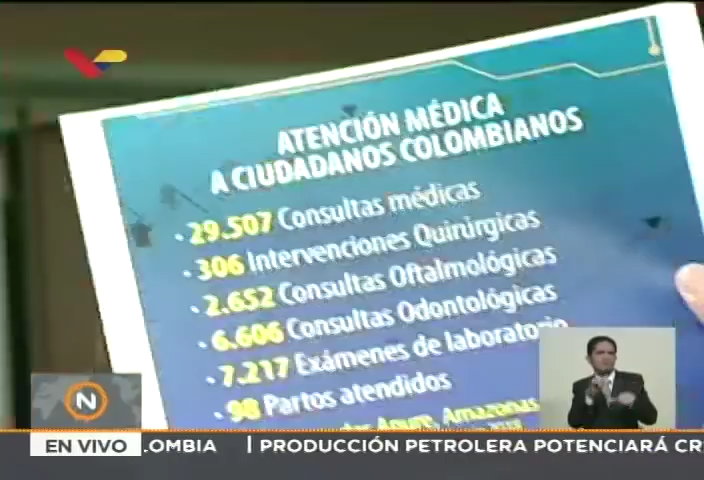 ATENCIÓN MÉDICA
A CIUDADANOS COLOMBIANOS
• 29.507 Consultas médicas
• 306 Intervenciones Quirúrgicas
• 2.652 Consultas Oftalmológicas
• 6.606 Consultas Odontológicas
• 7.217 Exámenes de laboratorio
• 98 Partos atendidos
Apure, Amazonas
N
EN VIVO
.OMBIA | PRODUCCIÓN PETROLERA POTENCIARÁ CR